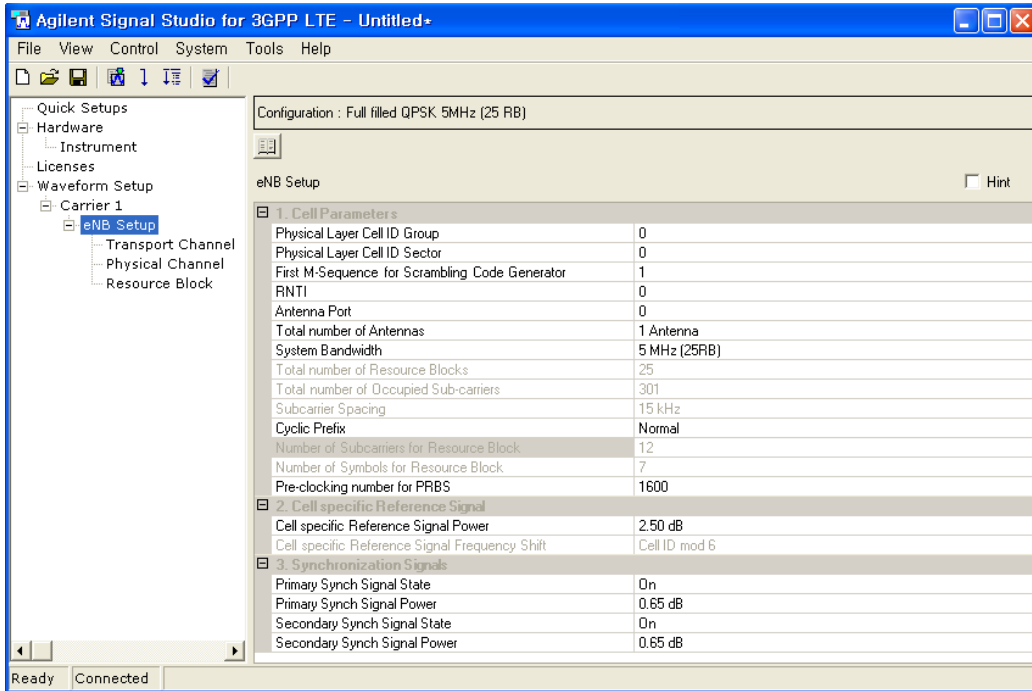 Agilent Signal Studio for 3GPP LTE - Untitled*
File View Control System Tools Help
Quick Setups
Hardware
Instrument
Licenses
Waveform Setup
Carrier 1
eNB Setup
Transport Channel
Physical Channel
Resource Block
Configuration : Full filled QPSK 5MHz (25 RB)
eNB Setup
Hint
1. Cell Parameters
Physical Layer Cell ID Group 0
Physical Layer Cell ID Sector 0
First M-Sequence for Scrambling Code Generator 1
RNTI 0
Antenna Port 0
Total number of Antennas 1 Antenna
System Bandwidth 5 MHz (25RB)
Total number of Resource Blocks 25
Total number of Occupied Sub-carriers 301
Subcarrier Spacing 15 kHz
Cyclic Prefix Normal
Number of Subcarriers for Resource Block 12
Number of Symbols for Resource Block 7
Pre-clocking number for PRBS 1600
2. Cell specific Reference Signal
Cell specific Reference Signal Power 2.50 dB
Cell specific Reference Signal Frequency Shift Cell ID mod 6
3. Synchronization Signals
Primary Synch Signal State On
Primary Synch Signal Power 0.65 dB
Secondary Synch Signal State On
Secondary Synch Signal Power 0.65 dB
Ready Connected